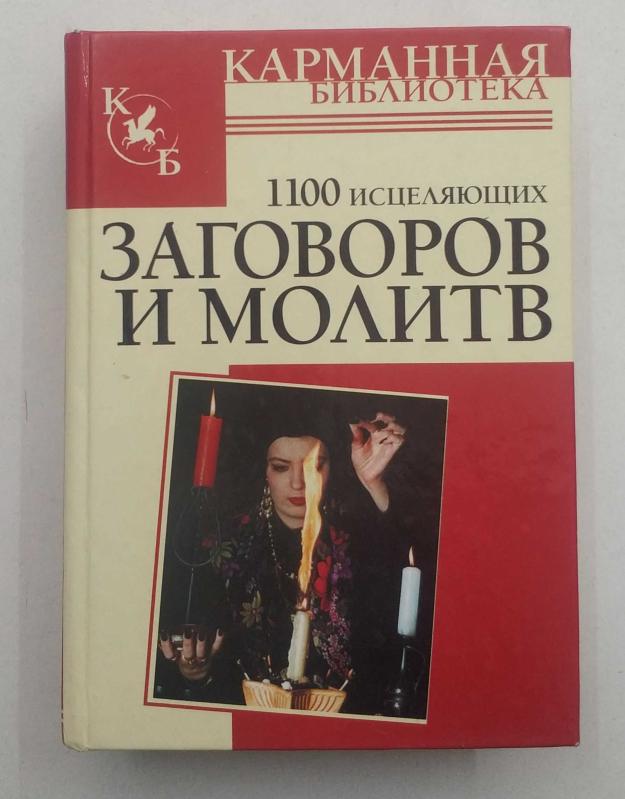 КАРМАННАЯ
БИБЛИОТЕКА
К
Б
1100 ИСЦЕЛЯЮЩИХ
ЗАГОВОРОВ
И МОЛИТВ